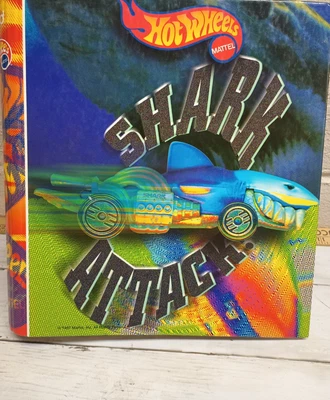 Hot Wheels
MATTEL
SHARK
ATTACK!